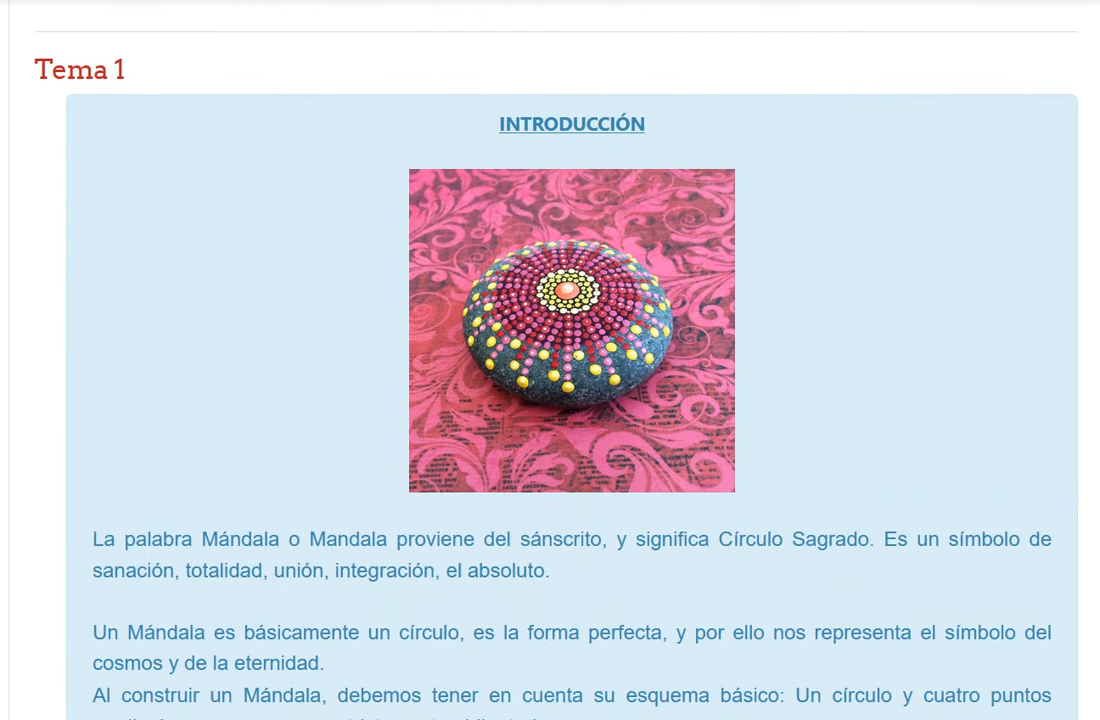 Tema 1
INTRODUCCIÓN
La palabra Mándala o Mandala proviene del sánscrito, y significa Círculo Sagrado. Es un símbolo de
sanación, totalidad, unión, integración, el absoluto.
Un Mándala es básicamente un círculo, es la forma perfecta, y por ello nos representa el símbolo del
cosmos y de la eternidad.
Al construir un Mándala, debemos tener en cuenta su esquema básico: Un círculo y cuatro puntos